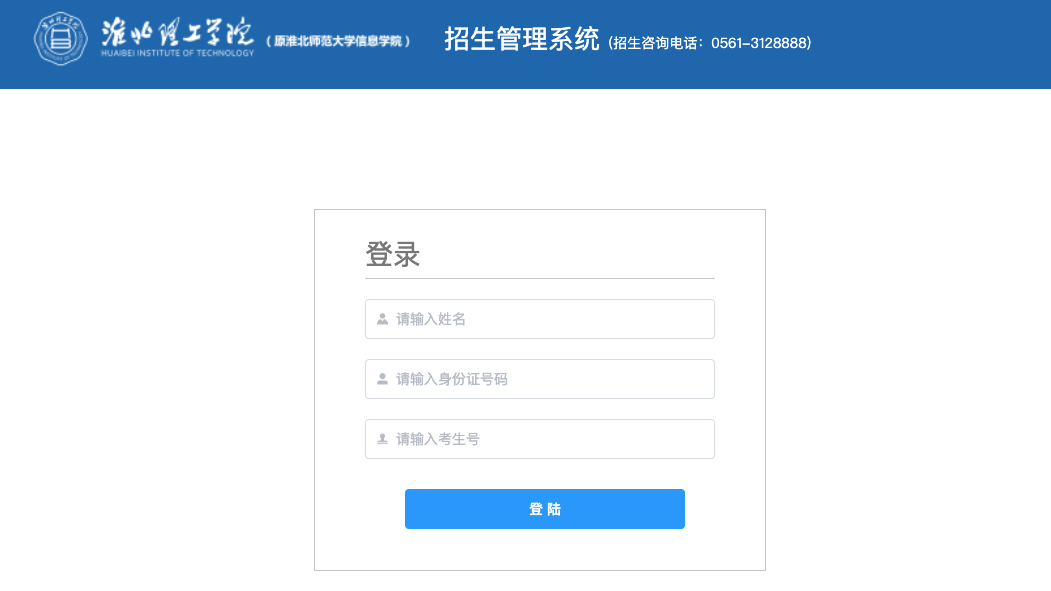 淮北理工学院
HUAIBEI INSTITUTE OF TECHNOLOGY
（原淮北师范大学信息学院）
招生管理系统 (招生咨询电话：0561-3128888)
登录
请输入姓名
请输入身份证号码
请输入考生号
登 陆